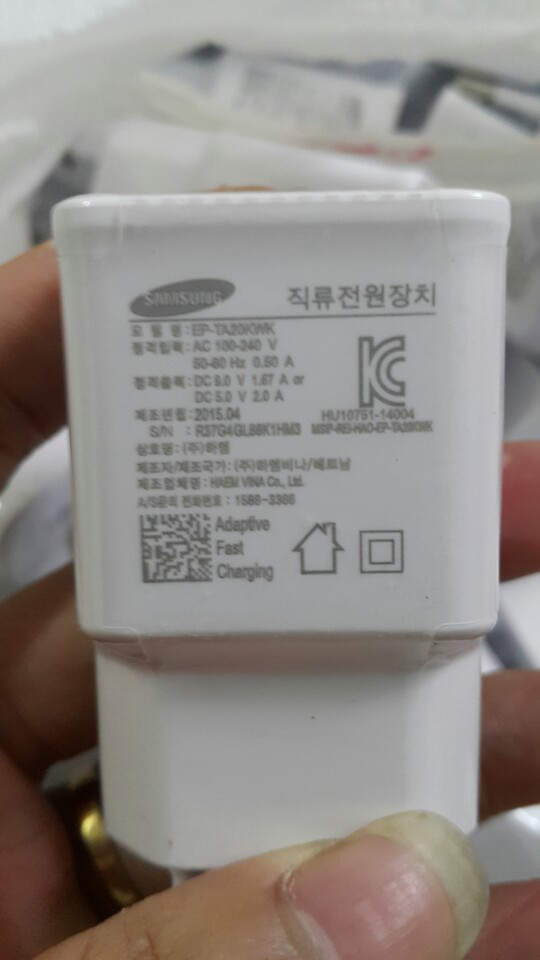 SAMSUNG 직류전원장치
모 델 명 : EP-TA20KWK
정격입력 : AC 100-240 V
50-60 Hz 0.50 A
정격출력 : DC 9.0 V 1.67 A or
DC 5.0 V 2.0 A
제조년월 : 2015.04
HU10751-14004
S/N : R37G4GL88K1HM3
MSIP-REI-HAO-EP-TA20KWK
상호명 : (주)하엠
제조자/제조국가 : (주)하엠비나/베트남
제조업체명 : HAEM VINA Co., Ltd.
A/S문의 전화번호 : 1588-3366
Adaptive
Fast
Charging